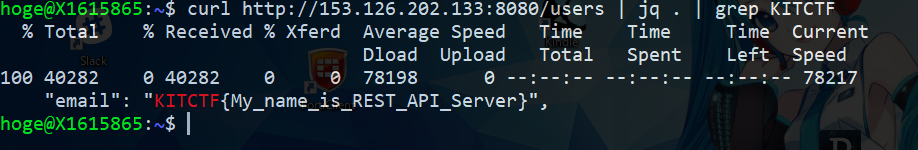 hoge@X1615865:~$ curl http://153.126.202.133:8080/users | jq . | grep KITCTF
  % Total    % Received % Xferd  Average Speed   Time    Time     Time  Current
                                 Dload  Upload   Total   Spent    Left  Speed
100 40282    0 40282    0     0  78198      0 --:--:-- --:--:-- --:--:-- 78217
    "email": "KITCTF{My_name_is_REST_API_Server}",
hoge@X1615865:~$
Slack